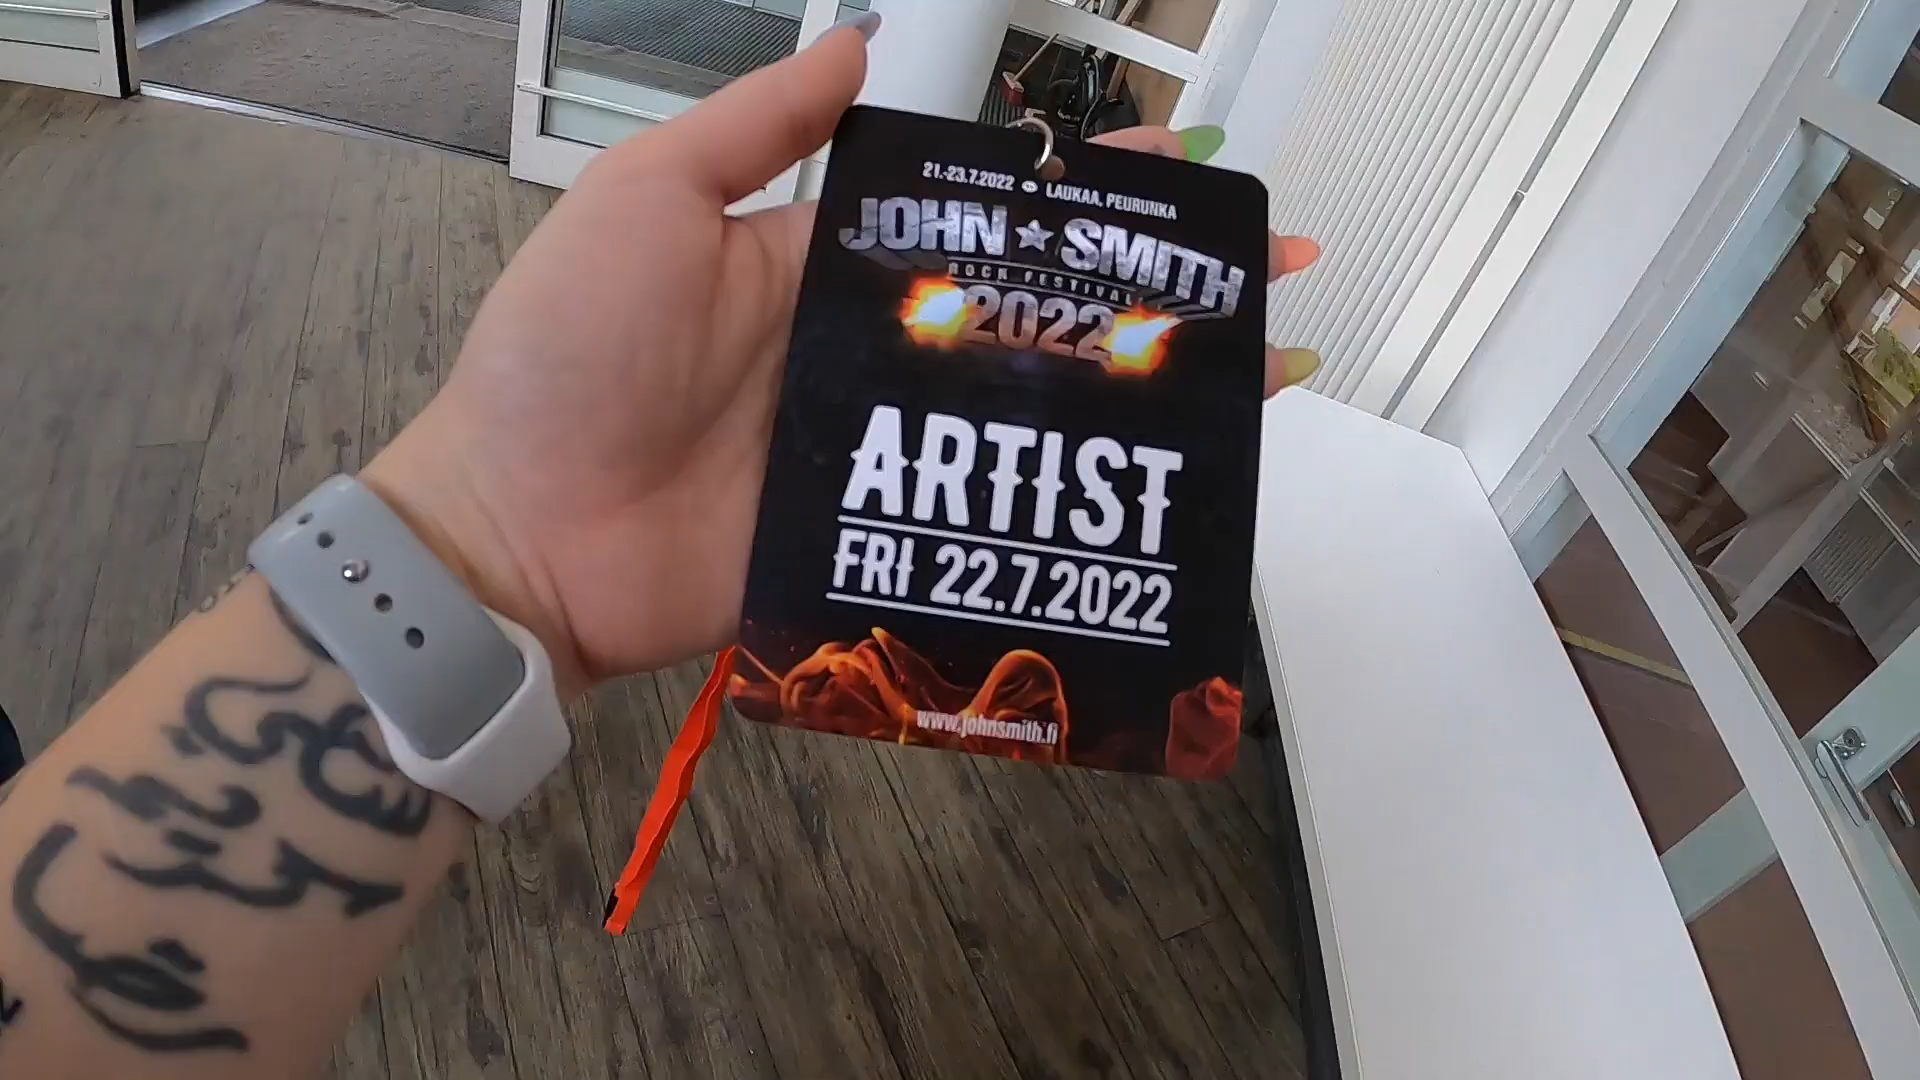 21.-23.7.2022 LAUKAA, PEURUNKA
JOHN★SMITH
ROCK FESTIVAL
2022
ARTIST
FRI 22.7.2022
www.johnsmith.fi